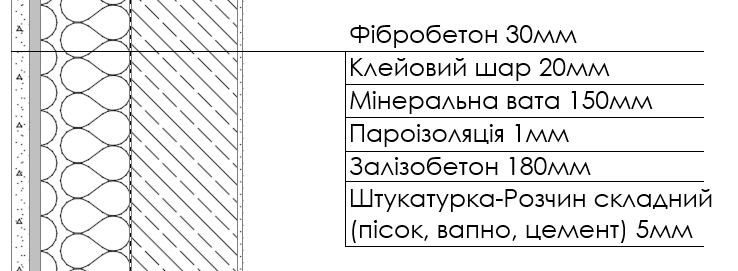 Фібробетон 30мм
Клейовий шар 20мм
Мінеральна вата 150мм
Пароізоляція 1мм
Залізобетон 180мм
Штукатурка-Розчин складний
(пісок, вапно, цемент) 5мм